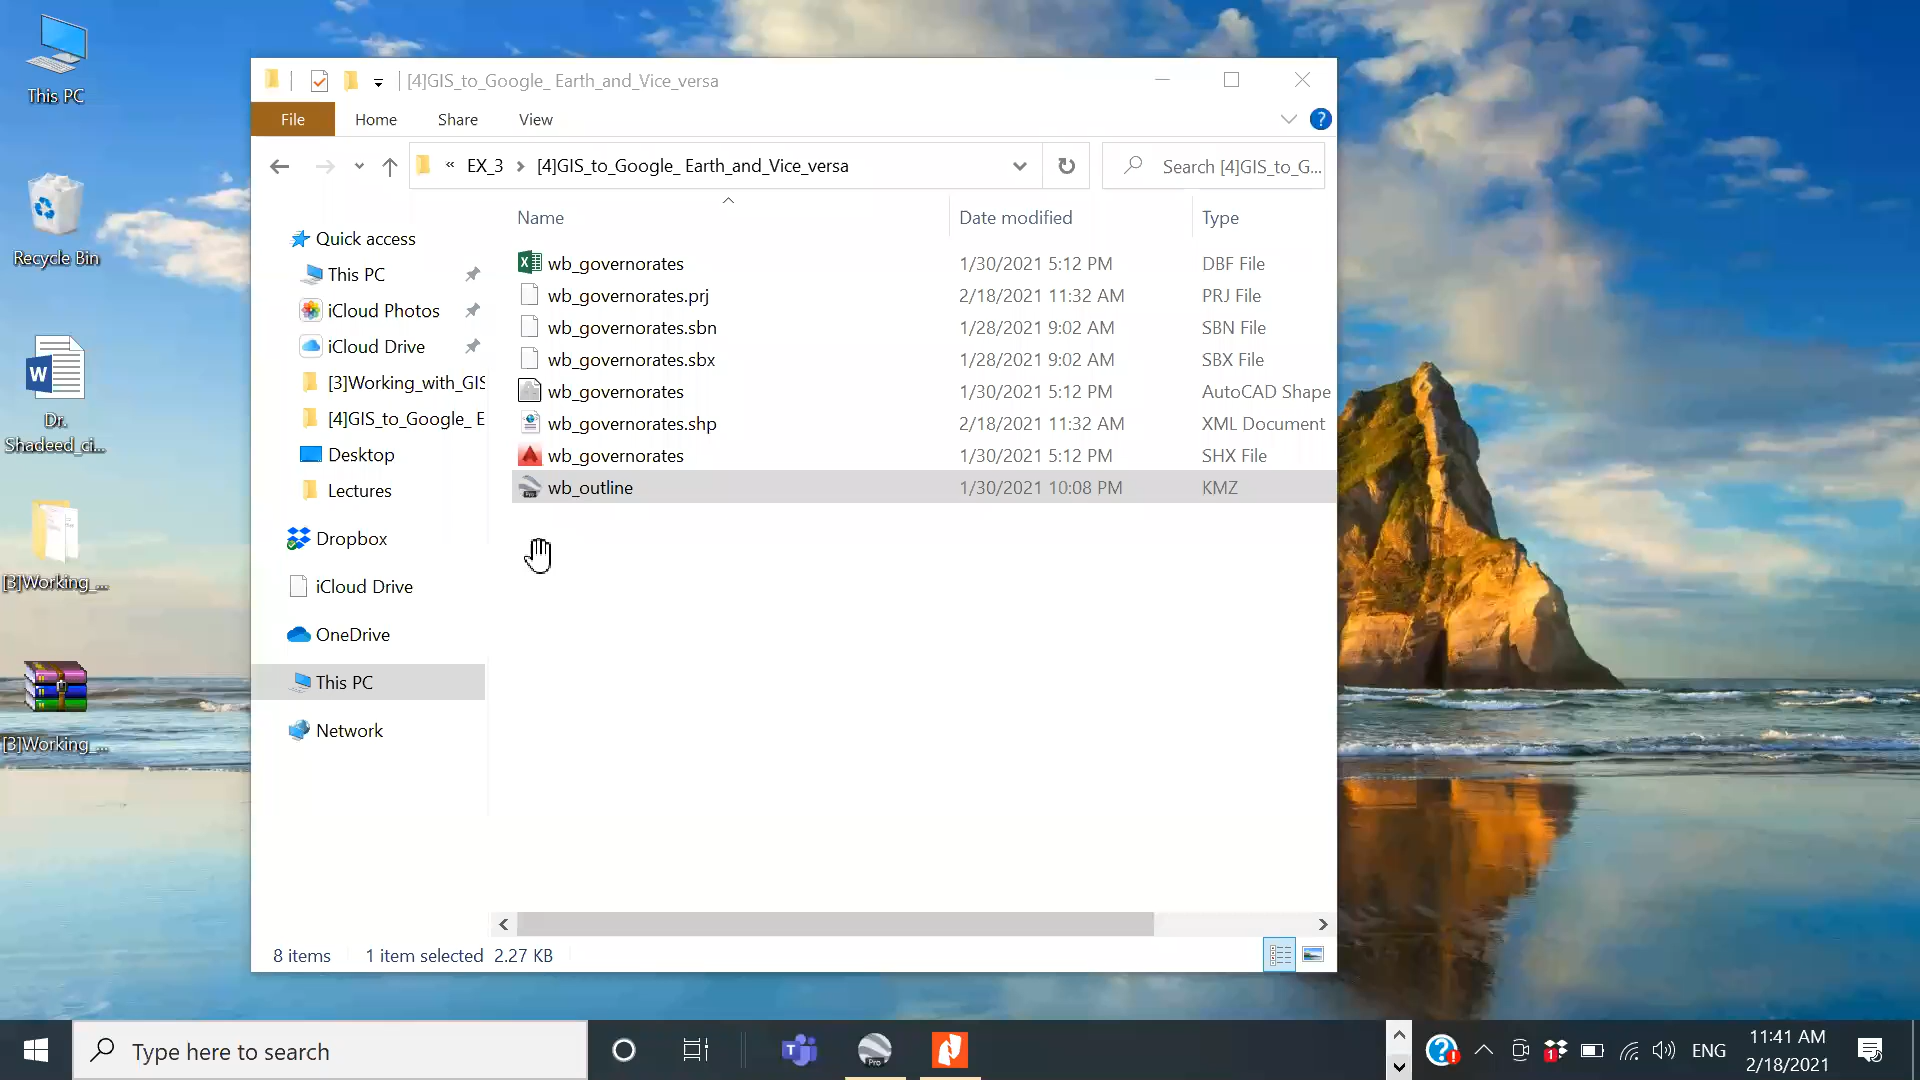 This PC
Recycle Bin
Dr.
Shadeed_ci...
[3]Working_...
[3]Working_...
[4]GIS_to_Google_ Earth_and_Vice_versa
File
Home
Share
View
?
« EX_3 > [4]GIS_to_Google_ Earth_and_Vice_versa
Search [4]GIS_to_G...
Name
Date modified
Type
wb_governorates 1/30/2021 5:12 PM DBF File
wb_governorates.prj 2/18/2021 11:32 AM PRJ File
wb_governorates.sbn 1/28/2021 9:02 AM SBN File
wb_governorates.sbx 1/28/2021 9:02 AM SBX File
wb_governorates 1/30/2021 5:12 PM AutoCAD Shape
wb_governorates.shp 2/18/2021 11:32 AM XML Document
wb_governorates 1/30/2021 5:12 PM SHX File
wb_outline 1/30/2021 10:08 PM KMZ
Quick access
This PC
iCloud Photos
iCloud Drive
[3]Working_with_GIS
[4]GIS_to_Google_ E
Desktop
Lectures
Dropbox
iCloud Drive
OneDrive
This PC
Network
8 items
1 item selected 2.27 KB
Type here to search
Pro
ENG
11:41 AM
2/18/2021